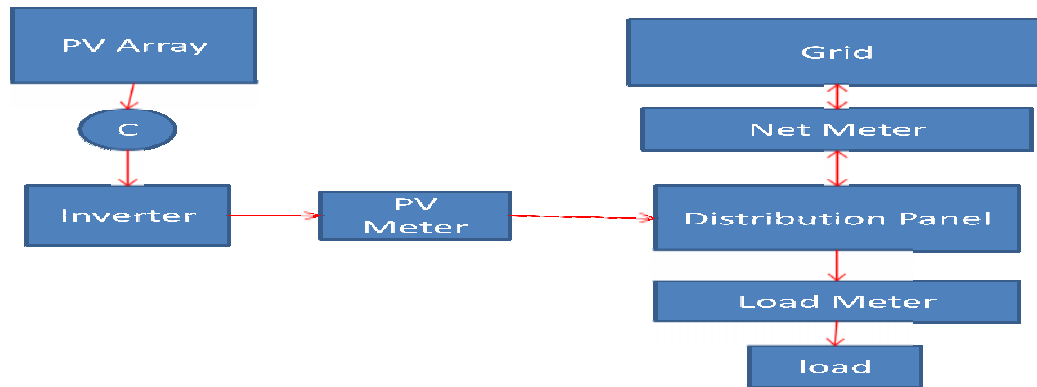 PV Array
Grid
C
Net Meter
Inverter
PV
Meter
Distribution Panel
Load Meter
load